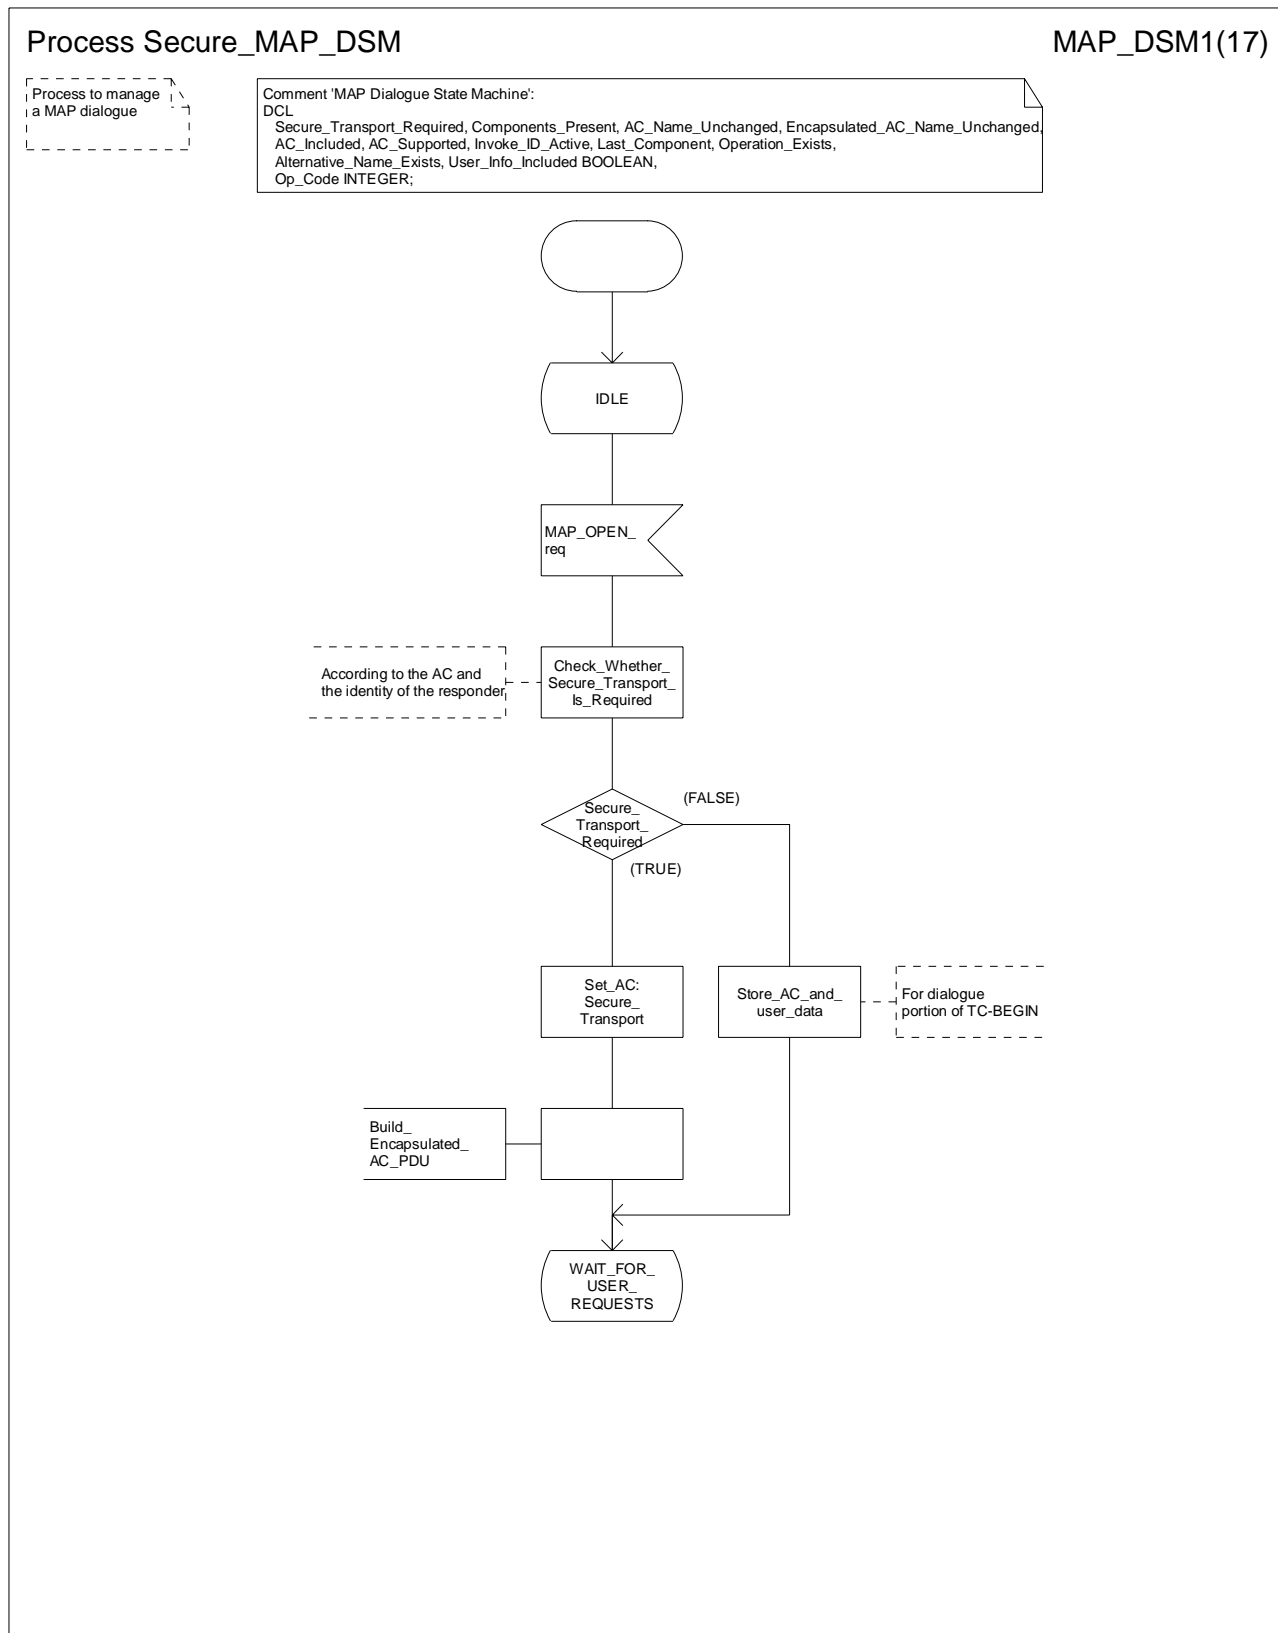 Process Secure_MAP_DSM
MAP_DSM1(17)
Process to manage
a MAP dialogue
Comment 'MAP Dialogue State Machine':
DCL
Secure_Transport_Required, Components_Present, AC_Name_Unchanged, Encapsulated_AC_Name_Unchanged,
AC_Included, AC_Supported, Invoke_ID_Active, Last_Component, Operation_Exists,
Alternative_Name_Exists, User_Info_Included BOOLEAN,
Op_Code INTEGER;
IDLE
MAP_OPEN_
req
According to the AC and
the identity of the responder
Check_Whether_
Secure_Transport_
Is_Required
Secure_
Transport_
Required
(FALSE)
(TRUE)
Set_AC:
Secure_
Transport
Store_AC_and_
user_data
For dialogue
portion of TC-BEGIN
Build_
Encapsulated_
AC_PDU
WAIT_FOR_
USER_
REQUESTS